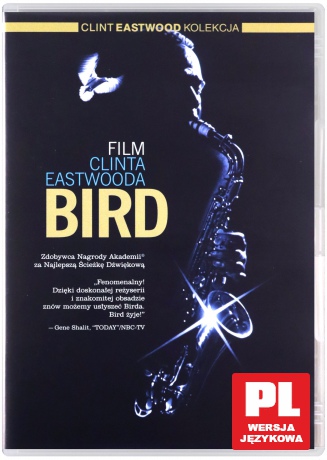 CLINT EASTWOOD KOLEKCJA
FILM
CLINTA
EASTWOODA
BIRD
Zdobywca Nagrody Akademii®
za Najlepszą Ścieżkę Dźwiękową
„Fenomenalny!
Dzięki doskonałej reżyserii
i znakomitej obsadzie
znów możemy usłyszeć Birda.
Bird żyje!”
— Gene Shalit, “TODAY”/NBC-TV
PL
WERSJA
JĘZYKOWA